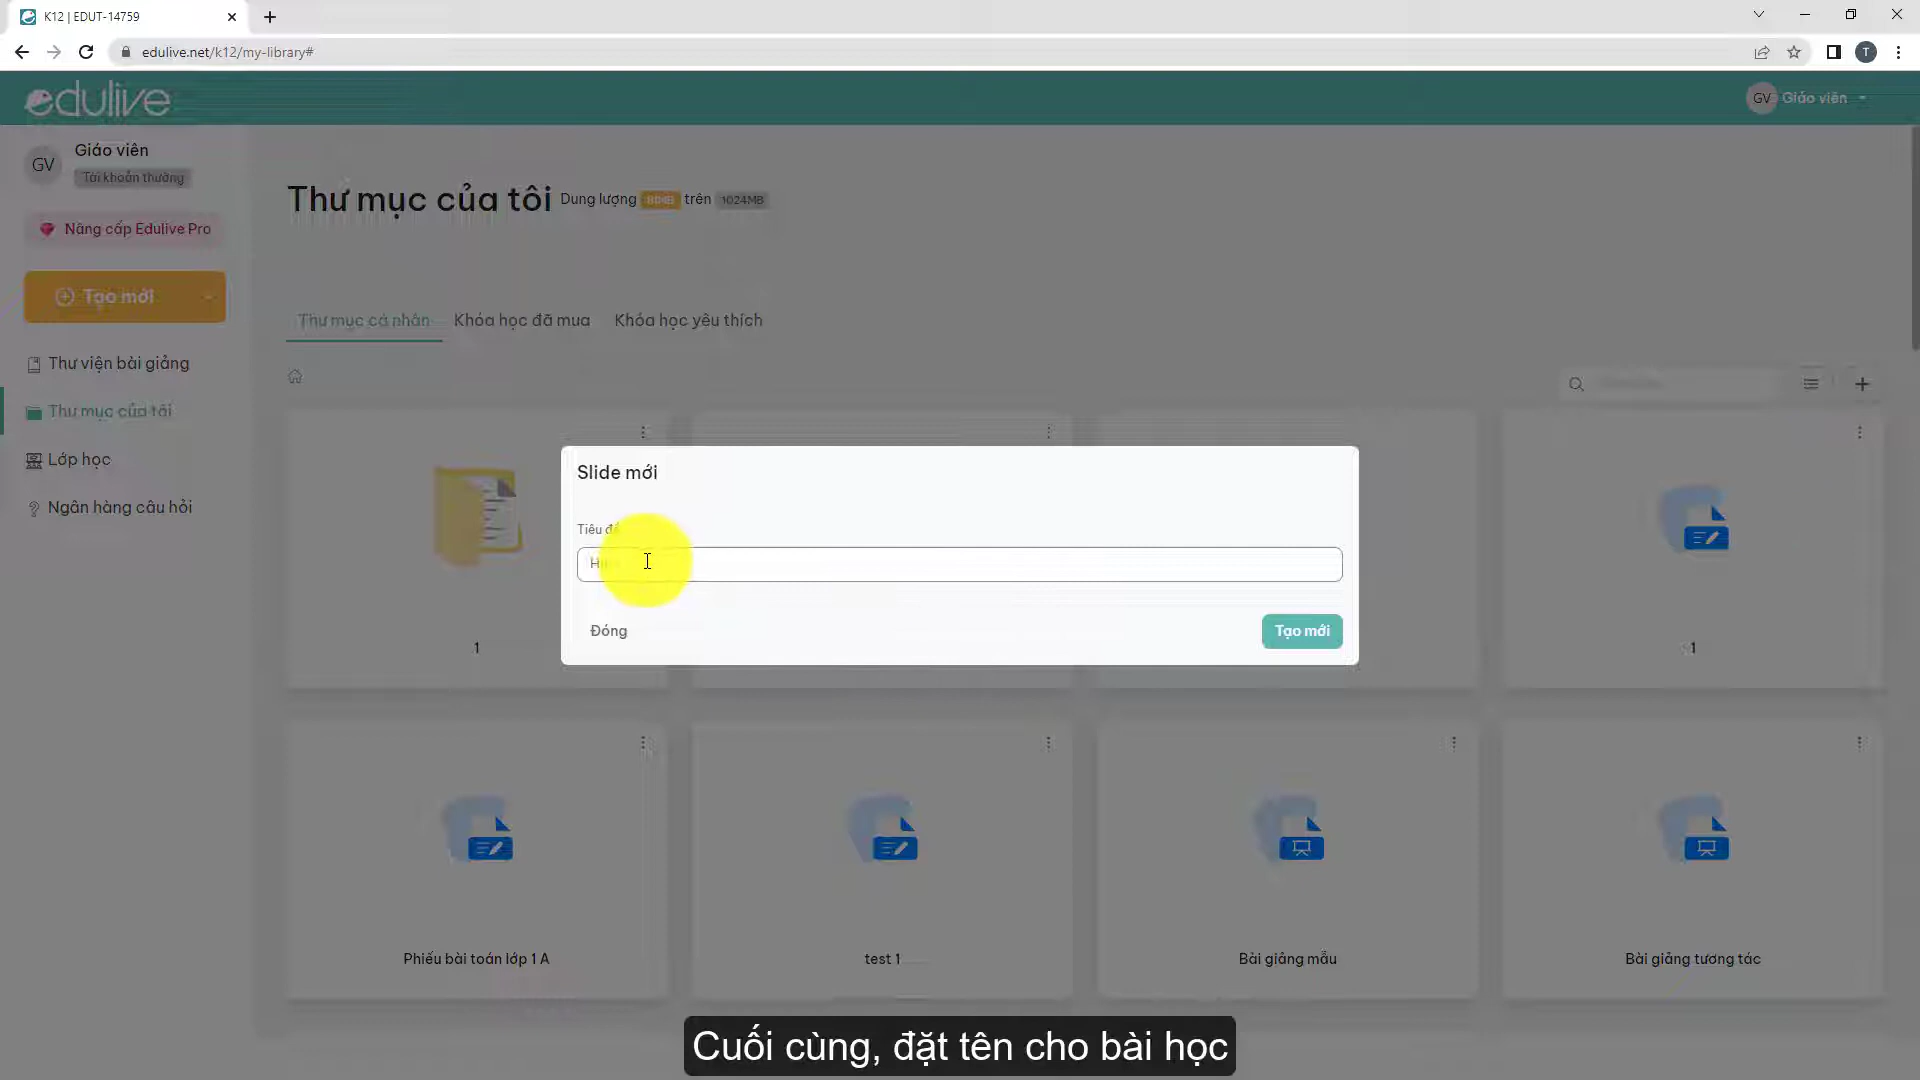 K12 | EDUT-14759
edulive.net/k12/my-library#
T
edulive
GV Giáo viên
GV
Giáo viên
Tài khoản thường
Nâng cấp Edulive Pro
Tạo mới
Thư viện bài giảng
Thư mục của tôi
Lớp học
Ngân hàng câu hỏi
Thư mục của tôi Dung lượng trên 1024MB
Thư mục cá nhân Khóa học đã mua Khóa học yêu thích
Slide mới
Tiêu đề
Đóng Tạo mới
1 1
Phiếu bài toán lớp 1 A test 1 Bài giảng mẫu Bài giảng tương tác
Cuối cùng, đặt tên cho bài học